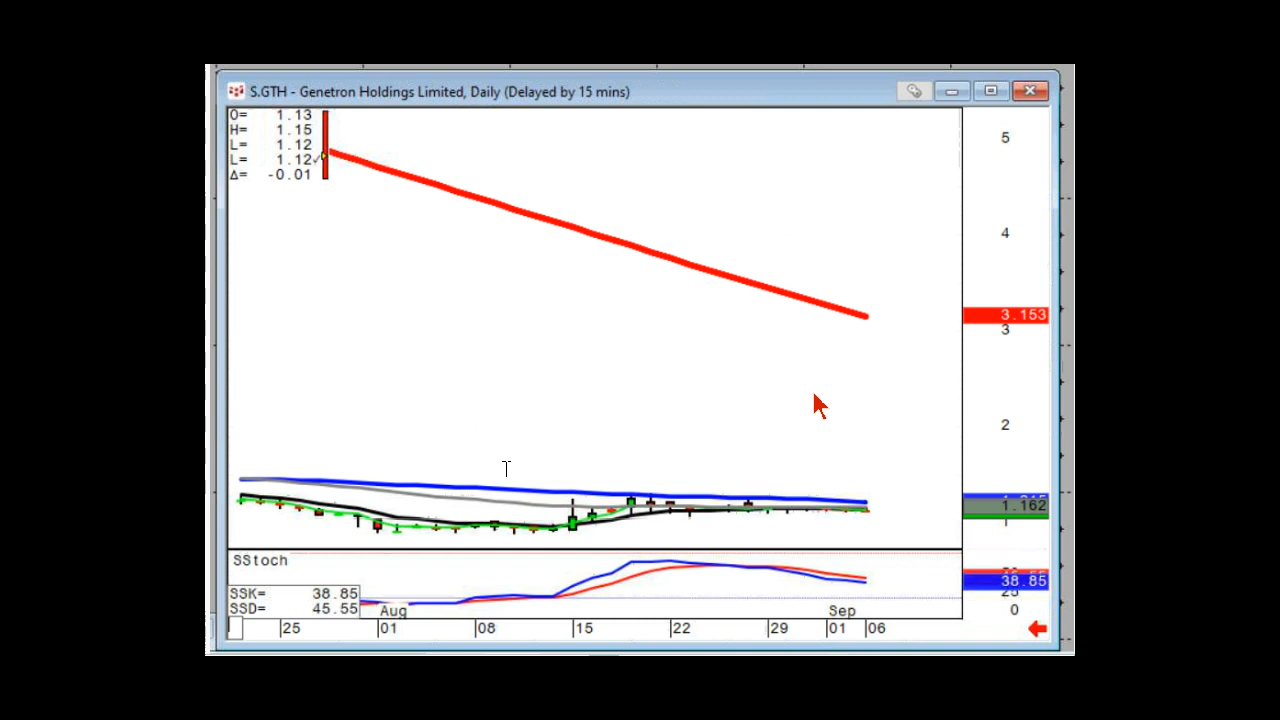 S.GTH - Genetron Holdings Limited, Daily (Delayed by 15 mins)
O= 1.13
H= 1.15
L= 1.12
L= 1.12✓
Δ= -0.01
5
4
3.153
3
2
1.162
SStoch
SSK= 38.85
SSD= 45.55
38.85
25
0
Aug
Sep
25 01 08 15 22 29 01 06